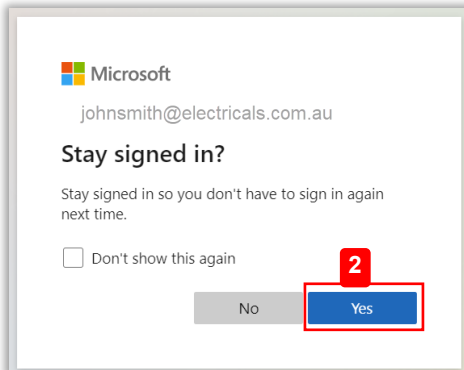 Microsoft
johnsmith@electricals.com.au
Stay signed in?
Stay signed in so you don't have to sign in again
next time.
Don't show this again
2
No
Yes